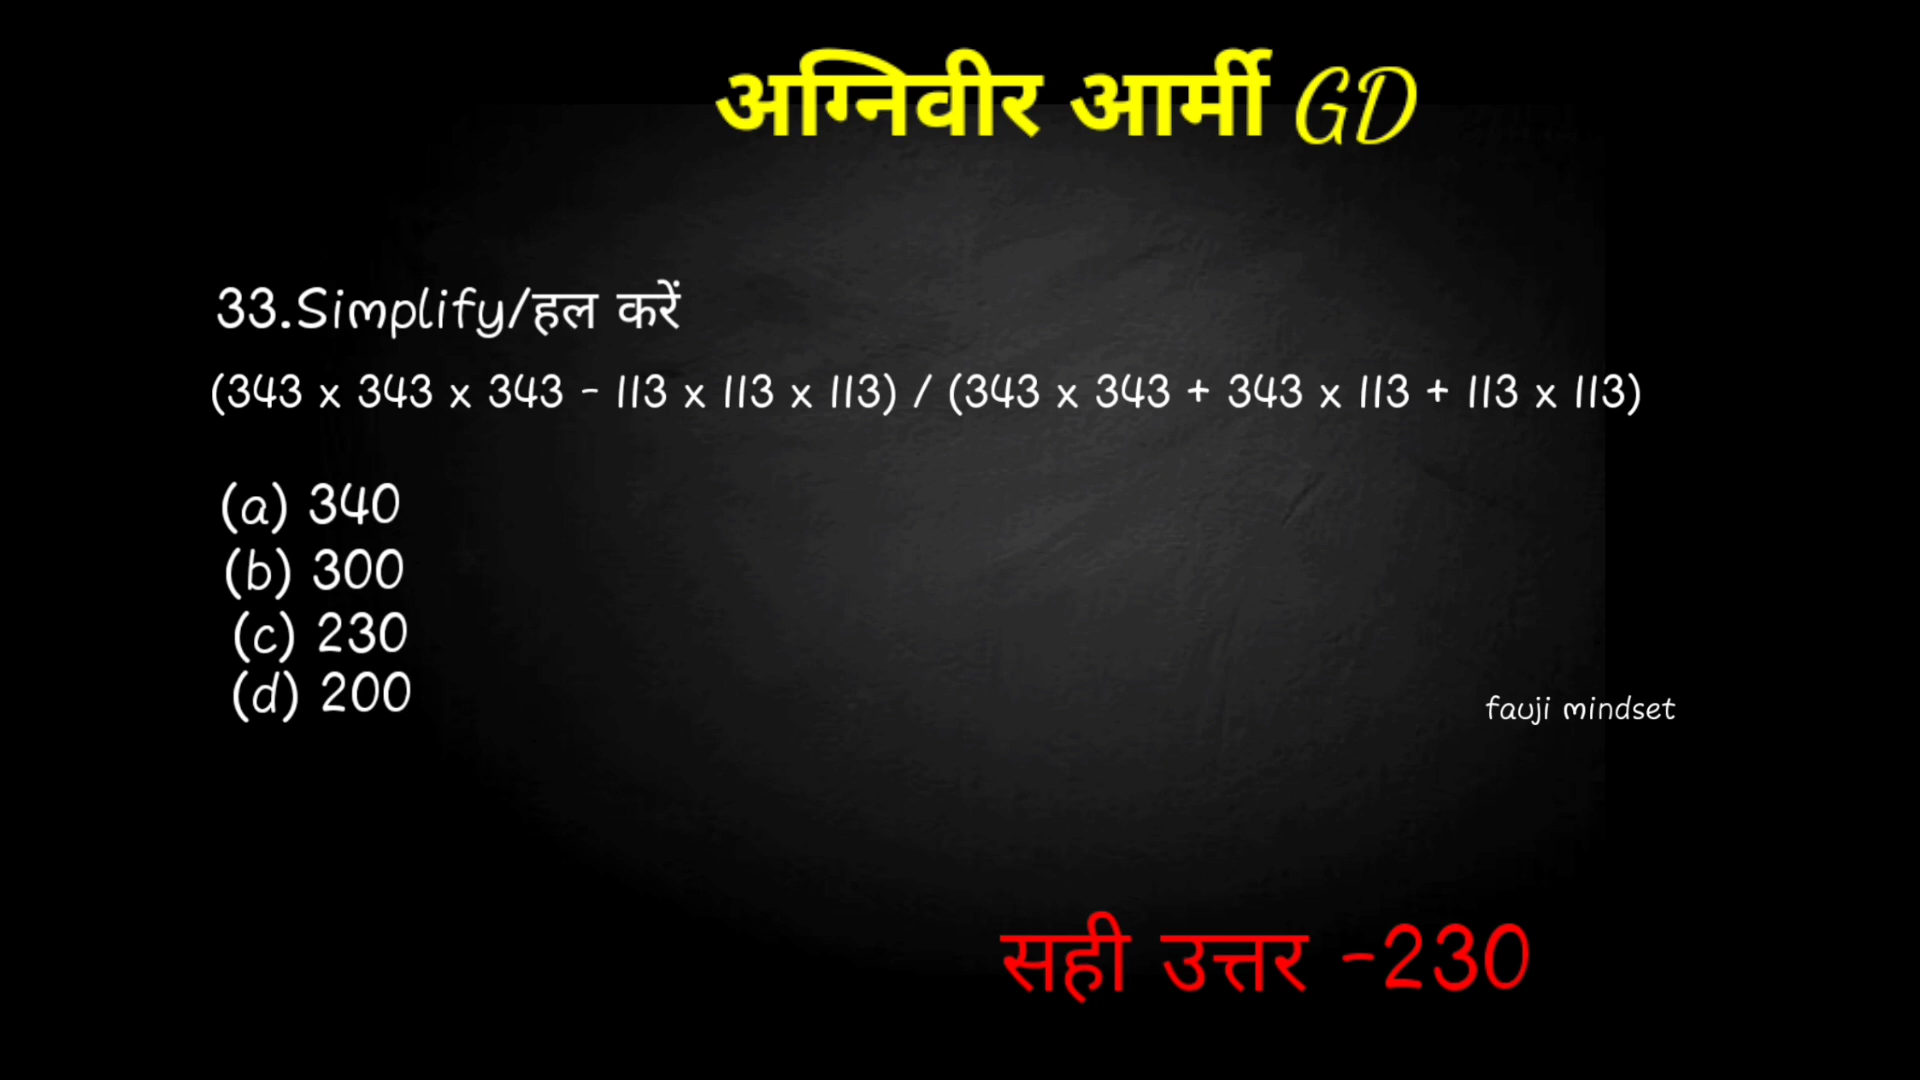 अग्निवीर आर्मी GD
33.Simplify/हल करें
(343 x 343 x 343 - 113 x 113 x 113) / (343 x 343 + 343 x 113 + 113 x 113)
(a) 340
(b) 300
(c) 230
(d) 200
fauji mindset
सही उत्तर -230